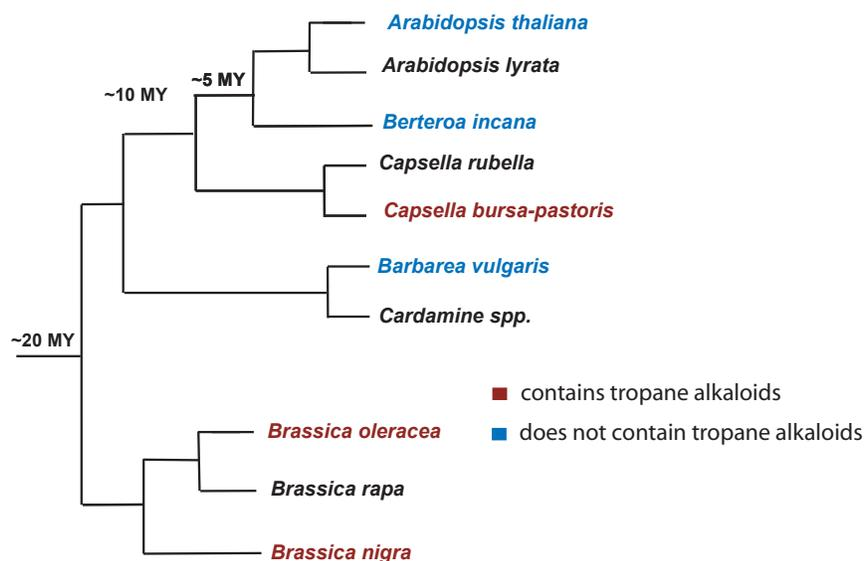 Arabidopsis thaliana
~5 MY
Arabidopsis lyrata
~10 MY
Berteroa incana
Capsella rubella
Capsella bursa-pastoris
Barbarea vulgaris
Cardamine spp.
~20 MY
contains tropane alkaloids
does not contain tropane alkaloids
Brassica oleracea
Brassica rapa
Brassica nigra